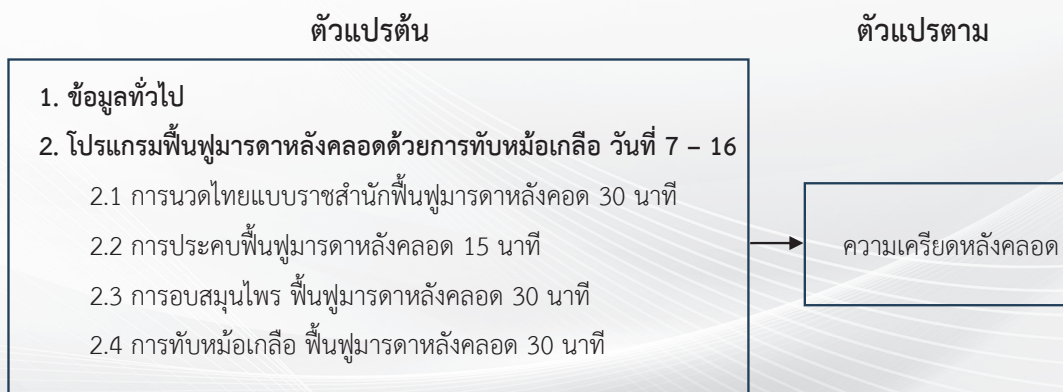 ตัวแปรต้น
ตัวแปรตาม
1. ข้อมูลทั่วไป
2. โปรแกรมฟื้นฟูมารดาหลังคลอดด้วยการทับหม้อเกลือ วันที่ 7 – 16
2.1 การนวดไทยแบบราชสำนักฟื้นฟูมารดาหลังคอด 30 นาที
2.2 การประคบฟื้นฟูมารดาหลังคลอด 15 นาที
2.3 การอบสมุนไพร ฟื้นฟูมารดาหลังคลอด 30 นาที
2.4 การทับหม้อเกลือ ฟื้นฟูมารดาหลังคลอด 30 นาที
ความเครียดหลังคลอด